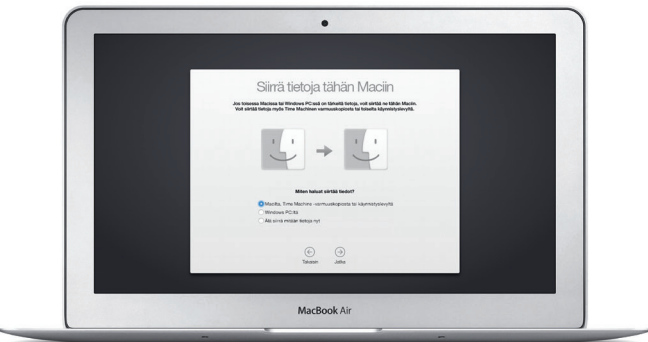 Siirrä tietoja tähän Maciin
Jos toisessa Macissa tai Windows PC:ssä on tärkeitä tietoja, voit siirtää ne tähän Maciin.
Voit siirtää tietoja myös Time Machinen varmuuskopiosta tai toiselta käynnistyslevyltä.
Miten haluat siirtää tiedot?
Macilta, Time Machine -varmuuskopiosta tai käynnistyslevyltä
Windows PC:ltä
Älä siirrä mitään tietoja nyt
Takaisin Jatka
MacBook Air